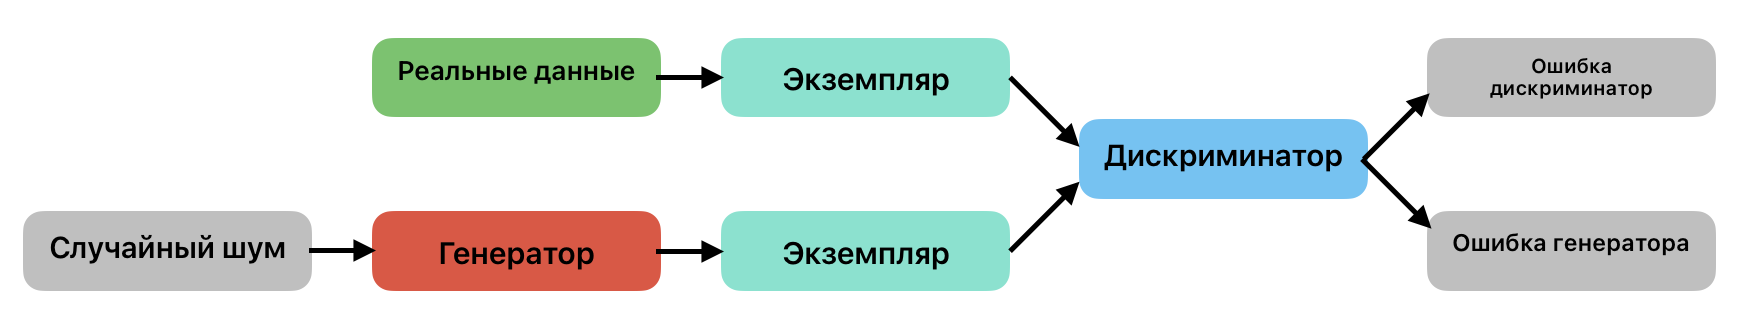 Реальные данные
Экземпляр
Ошибка
дискриминатор
Дискриминатор
Случайный шум
Генератор
Экземпляр
Ошибка генератора